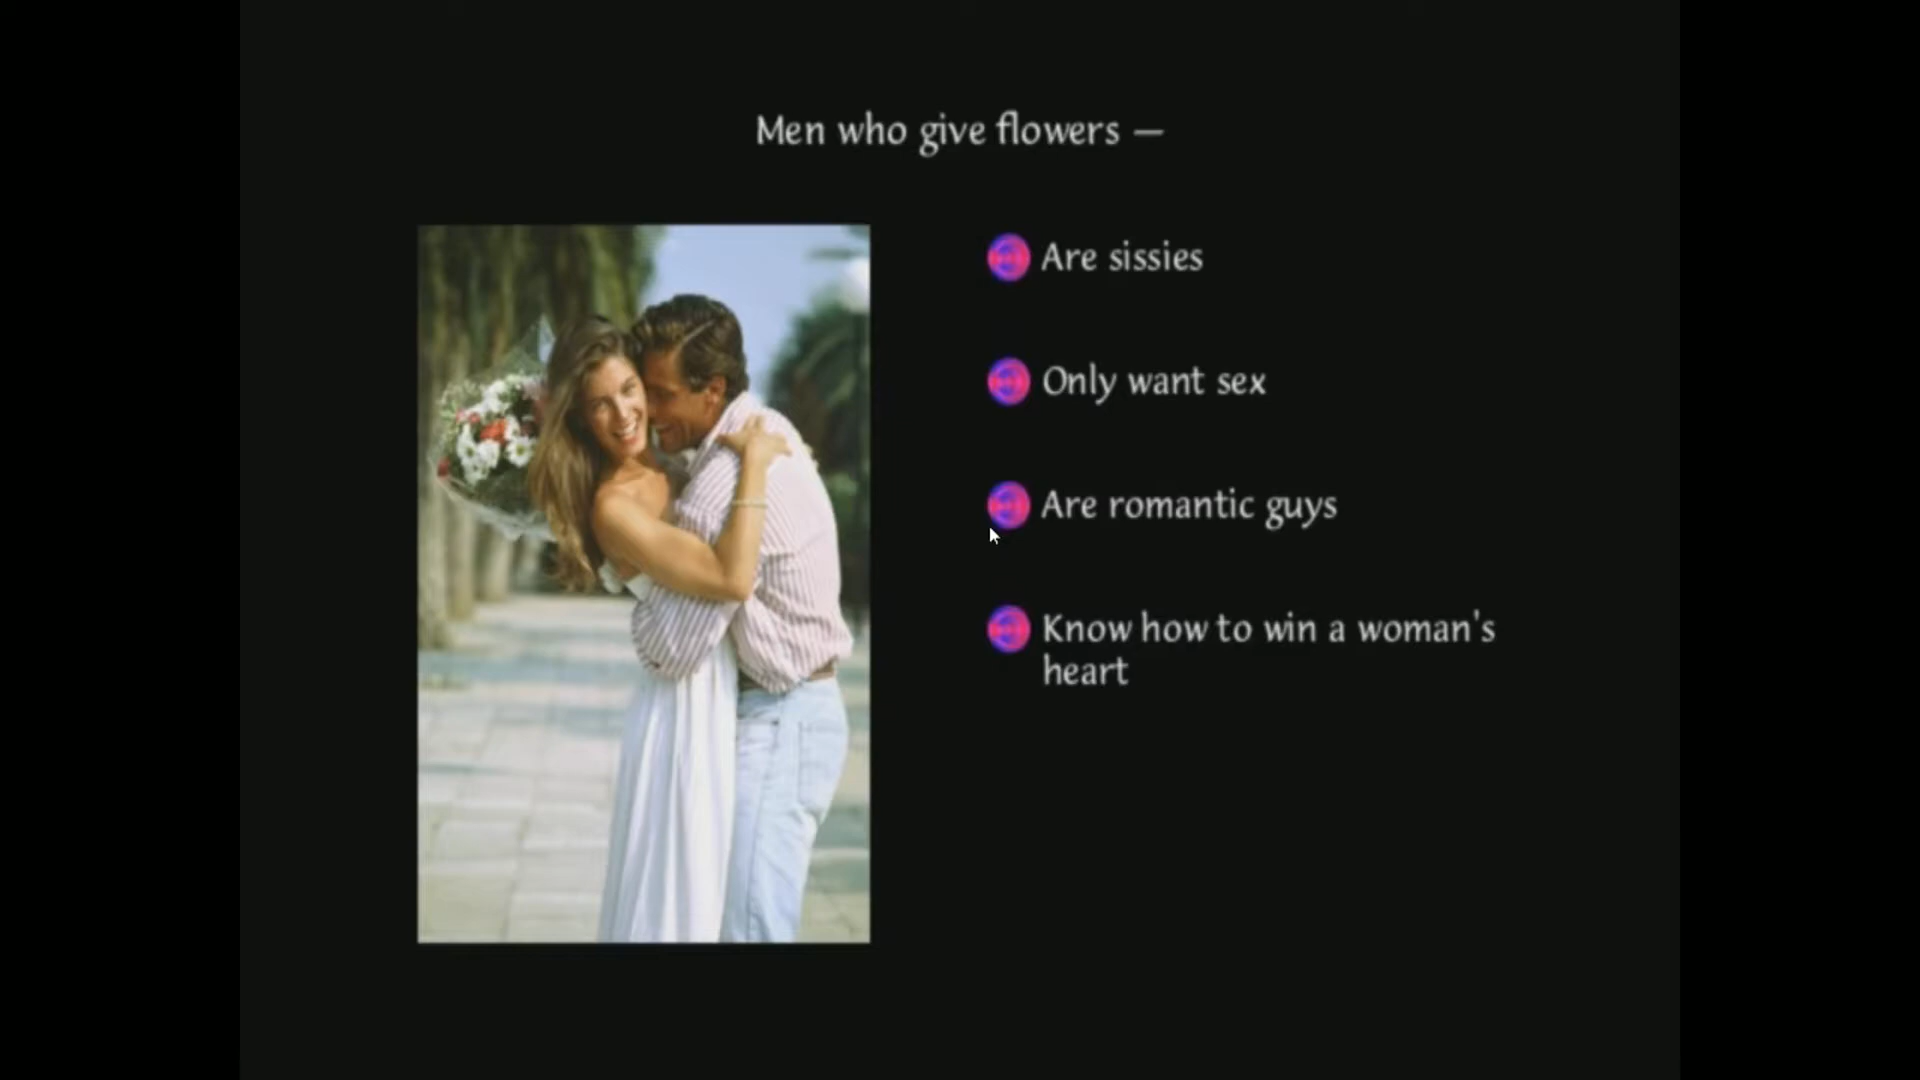 Men who give flowers —
Are sissies
Only want sex
Are romantic guys
Know how to win a woman's
heart